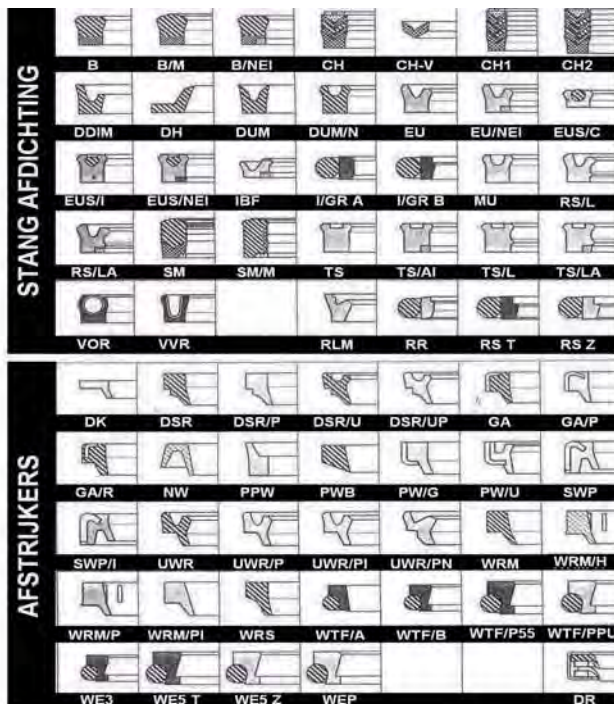 STANG AFDICHTING
B B/M B/NEI CH CH-V CH1 CH2
DDIM DH DUM DUM/N EU EU/NEI EUS/C
EUS/I EUS/NEI IBF I/GR A I/GR B MU RS/L
RS/LA SM SM/M TS TS/AI TS/L TS/LA
VOR VVR RLM RR RS T RS Z
AFSTRIJKERS
DK DSR DSR/P DSR/U DSR/UP GA GA/P
GA/R NW PPW PWB PW/G PW/U SWP
SWP/I UWR UWR/P UWR/PI UWR/PN WRM WRM/H
WRM/P WRM/PI WRS WTF/A WTF/B WTF/P55 WTF/PPU
WE3 WE5 T WE5 Z WEP DR